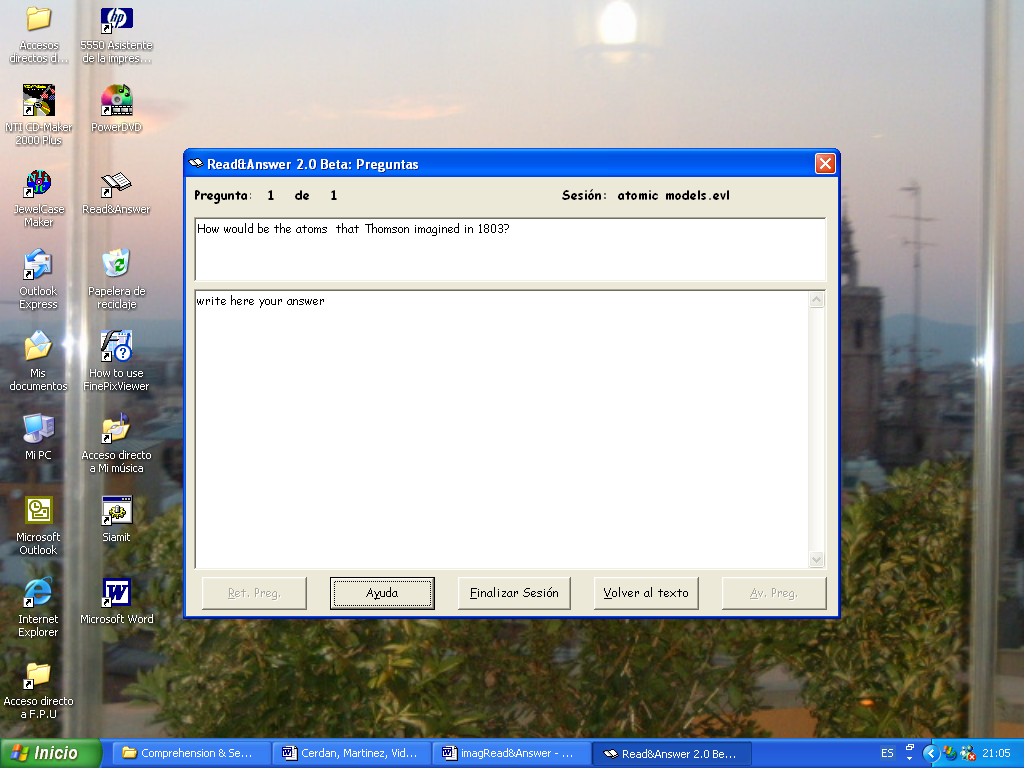 Accesos
directos d...
5550 Asistente
de la impres...
NTI CD-Maker
2000 Plus
PowerDVD
JewelCase
Maker
Read&Answer
Outlook
Express
Papelera de
reciclaje
Mis
documentos
How to use
FinePixViewer
Mi PC
Acceso directo
a Mi música
Microsoft
Outlook
Siamit
Internet
Explorer
Microsoft Word
Acceso directo
a F.P.U
Read&Answer 2.0 Beta: Preguntas
Pregunta: 1 de 1 Sesión: atomic models.evl
How would be the atoms that Thomson imagined in 1803?
write here your answer
Ret. Preg. Ayuda Finalizar Sesión Volver al texto Av. Preg.
Inicio Comprehension & Se... Cerdan, Martinez, Vid... imagRead&Answer - ... Read&Answer 2.0 Be... ES 21:05